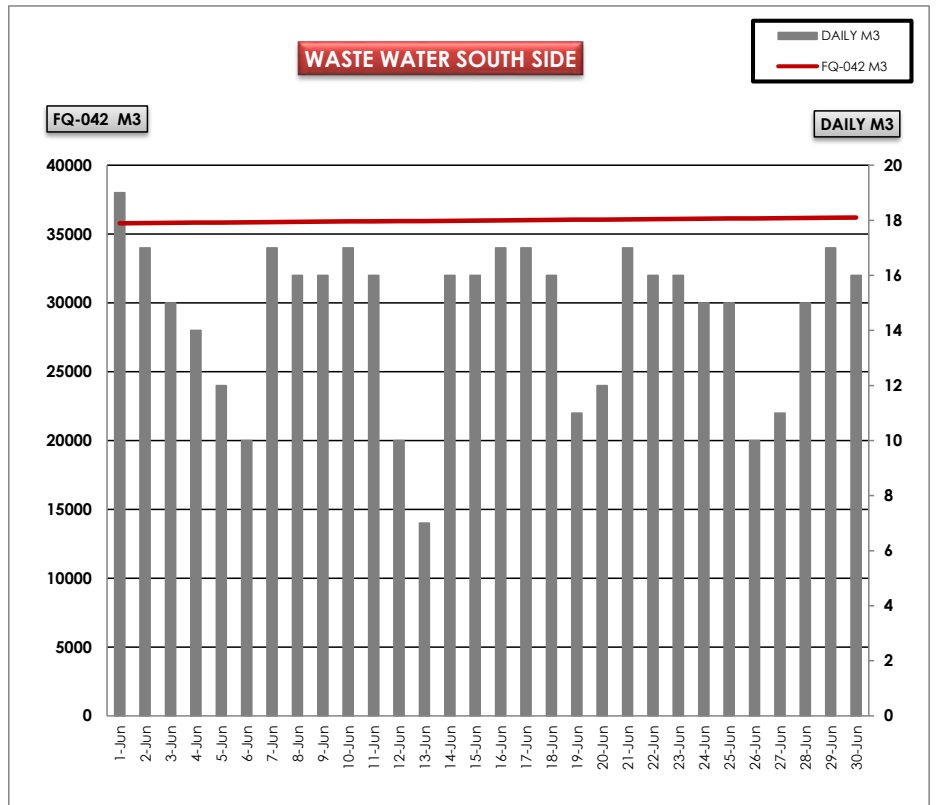 WASTE WATER SOUTH SIDE
DAILY M3
FQ-042 M3
FQ-042 M3
DAILY M3
40000
35000
30000
25000
20000
15000
10000
5000
0
20
18
16
14
12
10
8
6
4
2
0
1-Jun
2-Jun
3-Jun
4-Jun
5-Jun
6-Jun
7-Jun
8-Jun
9-Jun
10-Jun
11-Jun
12-Jun
13-Jun
14-Jun
15-Jun
16-Jun
17-Jun
18-Jun
19-Jun
20-Jun
21-Jun
22-Jun
23-Jun
24-Jun
25-Jun
26-Jun
27-Jun
28-Jun
29-Jun
30-Jun